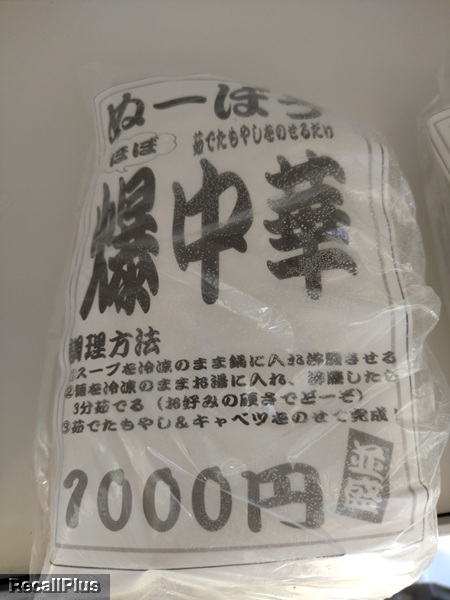 ぬーぼう
ほぼ
茹でたもやしをのせるだけ
爆中華
調理方法
①スープを冷凍のまま鍋に入れ沸騰させる
②麺を冷凍のままお湯に入れ、沸騰したら
3分茹でる（お好みの硬さでどーぞ）
③茹でたもやし&キャベツをのせて完成！
1000円
RecallPlus